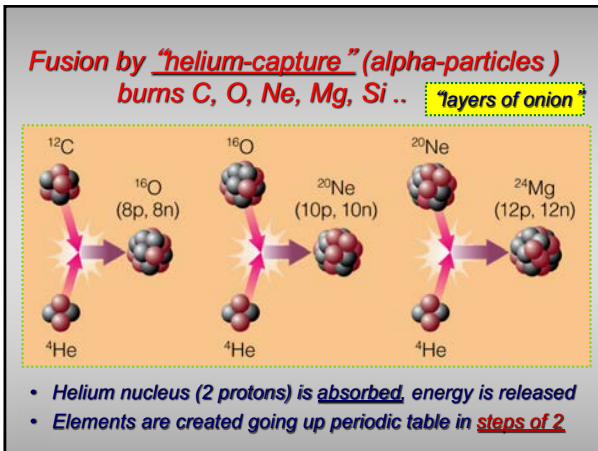 Fusion by “helium-capture” (alpha-particles )
burns C, O, Ne, Mg, Si ..
“layers of onion”
¹²C
¹⁶O
(8p, 8n)
⁴He
¹⁶O
²⁰Ne
(10p, 10n)
⁴He
²⁰Ne
²⁴Mg
(12p, 12n)
⁴He
• Helium nucleus (2 protons) is absorbed, energy is released
• Elements are created going up periodic table in steps of 2